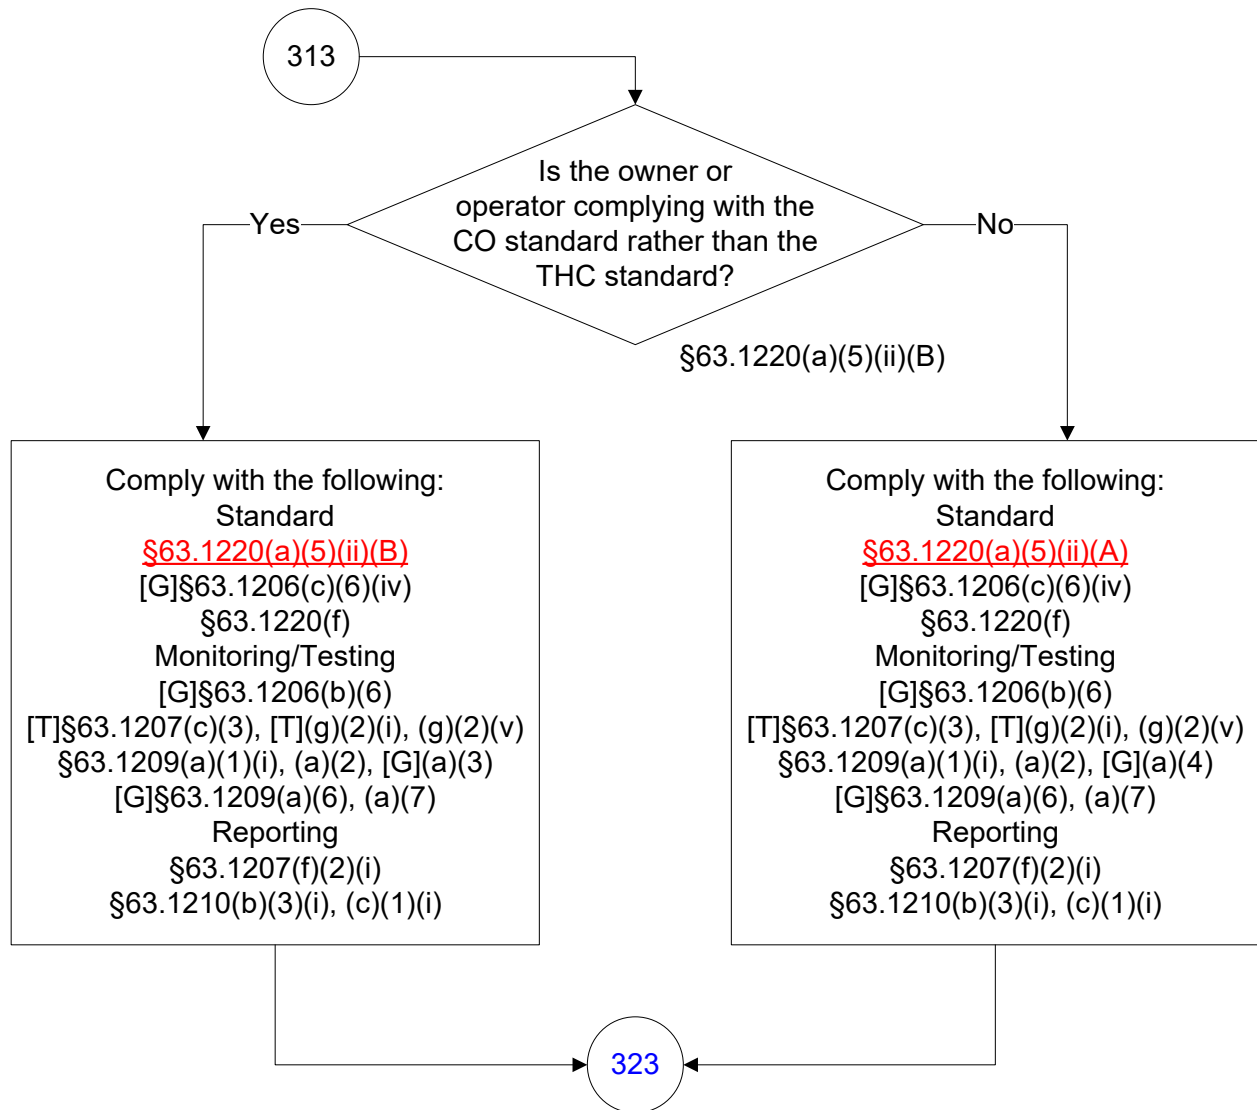 313
Is the owner or
operator complying with the
CO standard rather than the
THC standard?
Yes
No
§63.1220(a)(5)(ii)(B)
Comply with the following:
Standard
§63.1220(a)(5)(ii)(B)
[G]§63.1206(c)(6)(iv)
§63.1220(f)
Monitoring/Testing
[G]§63.1206(b)(6)
[T]§63.1207(c)(3), [T](g)(2)(i), (g)(2)(v)
§63.1209(a)(1)(i), (a)(2), [G](a)(3)
[G]§63.1209(a)(6), (a)(7)
Reporting
§63.1207(f)(2)(i)
§63.1210(b)(3)(i), (c)(1)(i)
Comply with the following:
Standard
§63.1220(a)(5)(ii)(A)
[G]§63.1206(c)(6)(iv)
§63.1220(f)
Monitoring/Testing
[G]§63.1206(b)(6)
[T]§63.1207(c)(3), [T](g)(2)(i), (g)(2)(v)
§63.1209(a)(1)(i), (a)(2), [G](a)(4)
[G]§63.1209(a)(6), (a)(7)
Reporting
§63.1207(f)(2)(i)
§63.1210(b)(3)(i), (c)(1)(i)
323